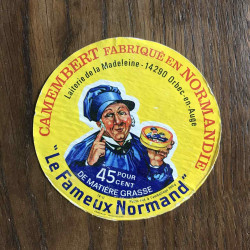 CAMEMBERT FABRIQUÉ EN NORMANDIE
Laiterie de la Madeleine - 14290 Orbec-en-Auge
45 POUR
CENT
DE MATIÈRE GRASSE
"Le Fameux Normand"